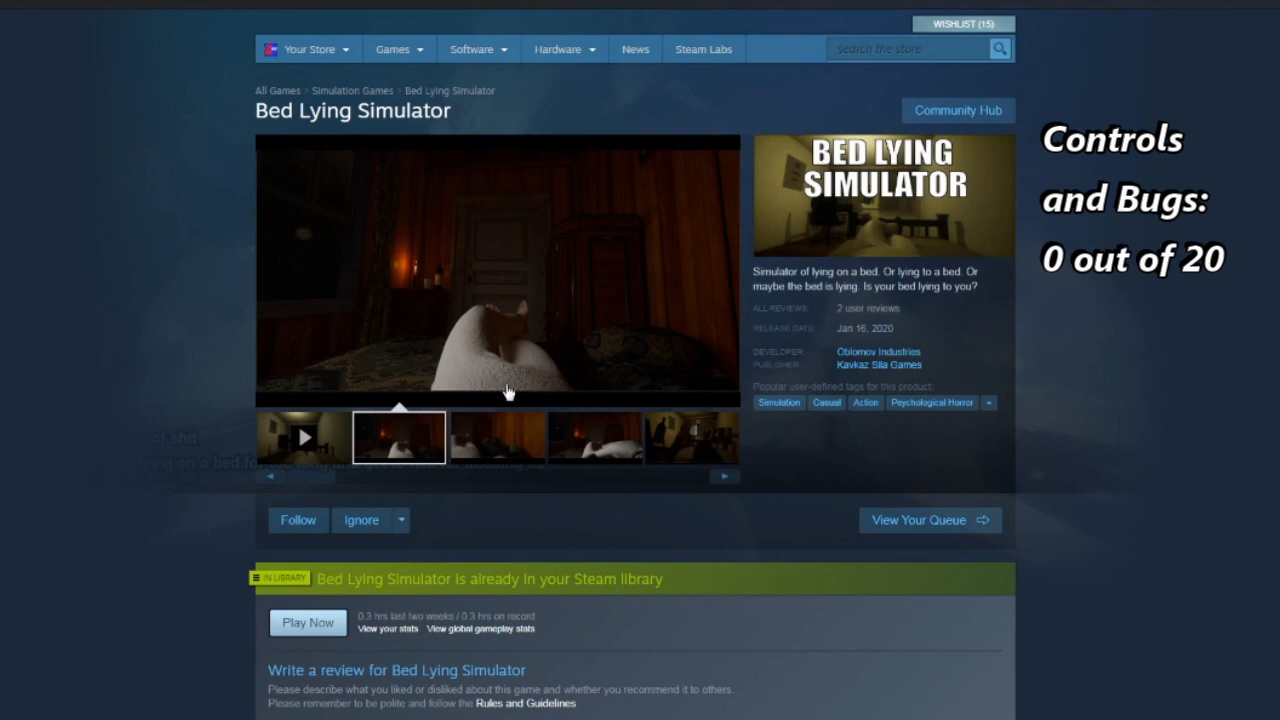 WISHLIST (15)
Your Store Games Software Hardware News Steam Labs search the store
All Games > Simulation Games > Bed Lying Simulator
Bed Lying Simulator
Community Hub
BED LYING
SIMULATOR
Simulator of lying on a bed. Or lying to a bed. Or
maybe the bed is lying. Is your bed lying to you?
ALL REVIEWS: 2 user reviews
RELEASE DATE: Jan 16, 2020
DEVELOPER: Oblomov Industries
PUBLISHER: Kavkaz Sila Games
Popular user-defined tags for this product:
Simulation Casual Action Psychological Horror +
Controls
and Bugs:
0 out of 20
of shit
on a bed
Follow Ignore View Your Queue
IN LIBRARY Bed Lying Simulator is already in your Steam library
Play Now
0.3 hrs last two weeks / 0.3 hrs on record
View your stats View global gameplay stats
Write a review for Bed Lying Simulator
Please describe what you liked or disliked about this game and whether you recommend it to others.
Please remember to be polite and follow the Rules and Guidelines.